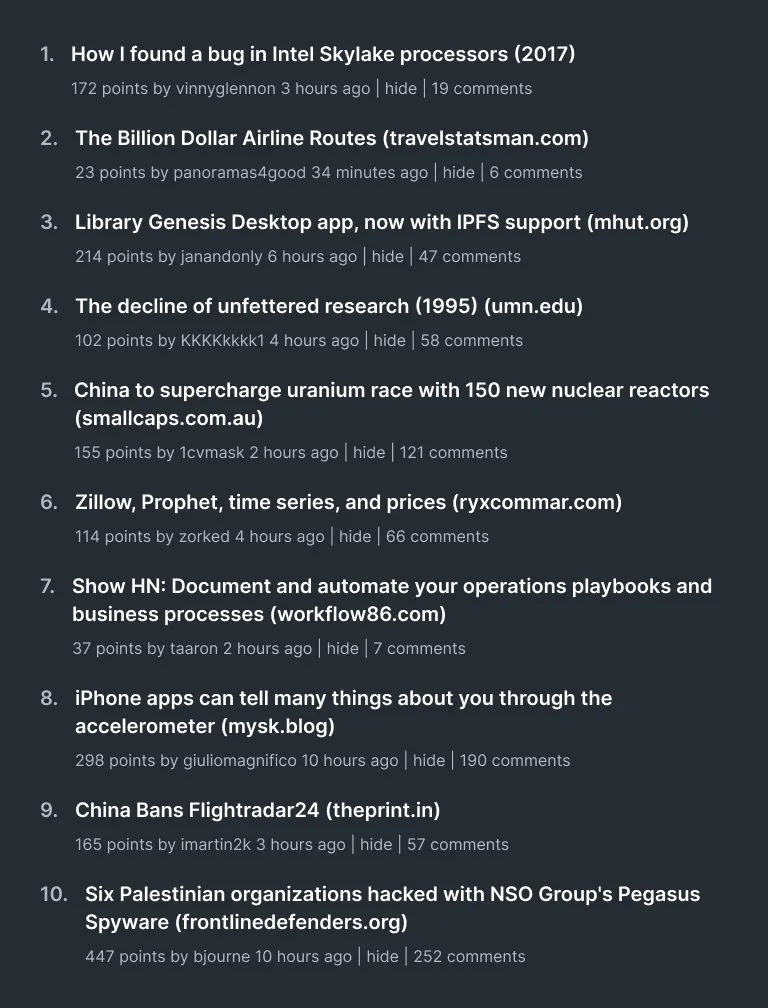 1. How I found a bug in Intel Skylake processors (2017)
172 points by vinnyglennon 3 hours ago | hide | 19 comments
2. The Billion Dollar Airline Routes (travelstatsman.com)
23 points by panoramas4good 34 minutes ago | hide | 6 comments
3. Library Genesis Desktop app, now with IPFS support (mhut.org)
214 points by janandonly 6 hours ago | hide | 47 comments
4. The decline of unfettered research (1995) (umn.edu)
102 points by KKKKkkkk1 4 hours ago | hide | 58 comments
5. China to supercharge uranium race with 150 new nuclear reactors
(smallcaps.com.au)
155 points by 1cvmask 2 hours ago | hide | 121 comments
6. Zillow, Prophet, time series, and prices (ryxcommar.com)
114 points by zorked 4 hours ago | hide | 66 comments
7. Show HN: Document and automate your operations playbooks and
business processes (workflow86.com)
37 points by taaron 2 hours ago | hide | 7 comments
8. iPhone apps can tell many things about you through the
accelerometer (mysk.blog)
298 points by giuliomagnifico 10 hours ago | hide | 190 comments
9. China Bans Flightradar24 (theprint.in)
165 points by imartin2k 3 hours ago | hide | 57 comments
10. Six Palestinian organizations hacked with NSO Group's Pegasus
Spyware (frontlinedefenders.org)
447 points by bjourne 10 hours ago | hide | 252 comments